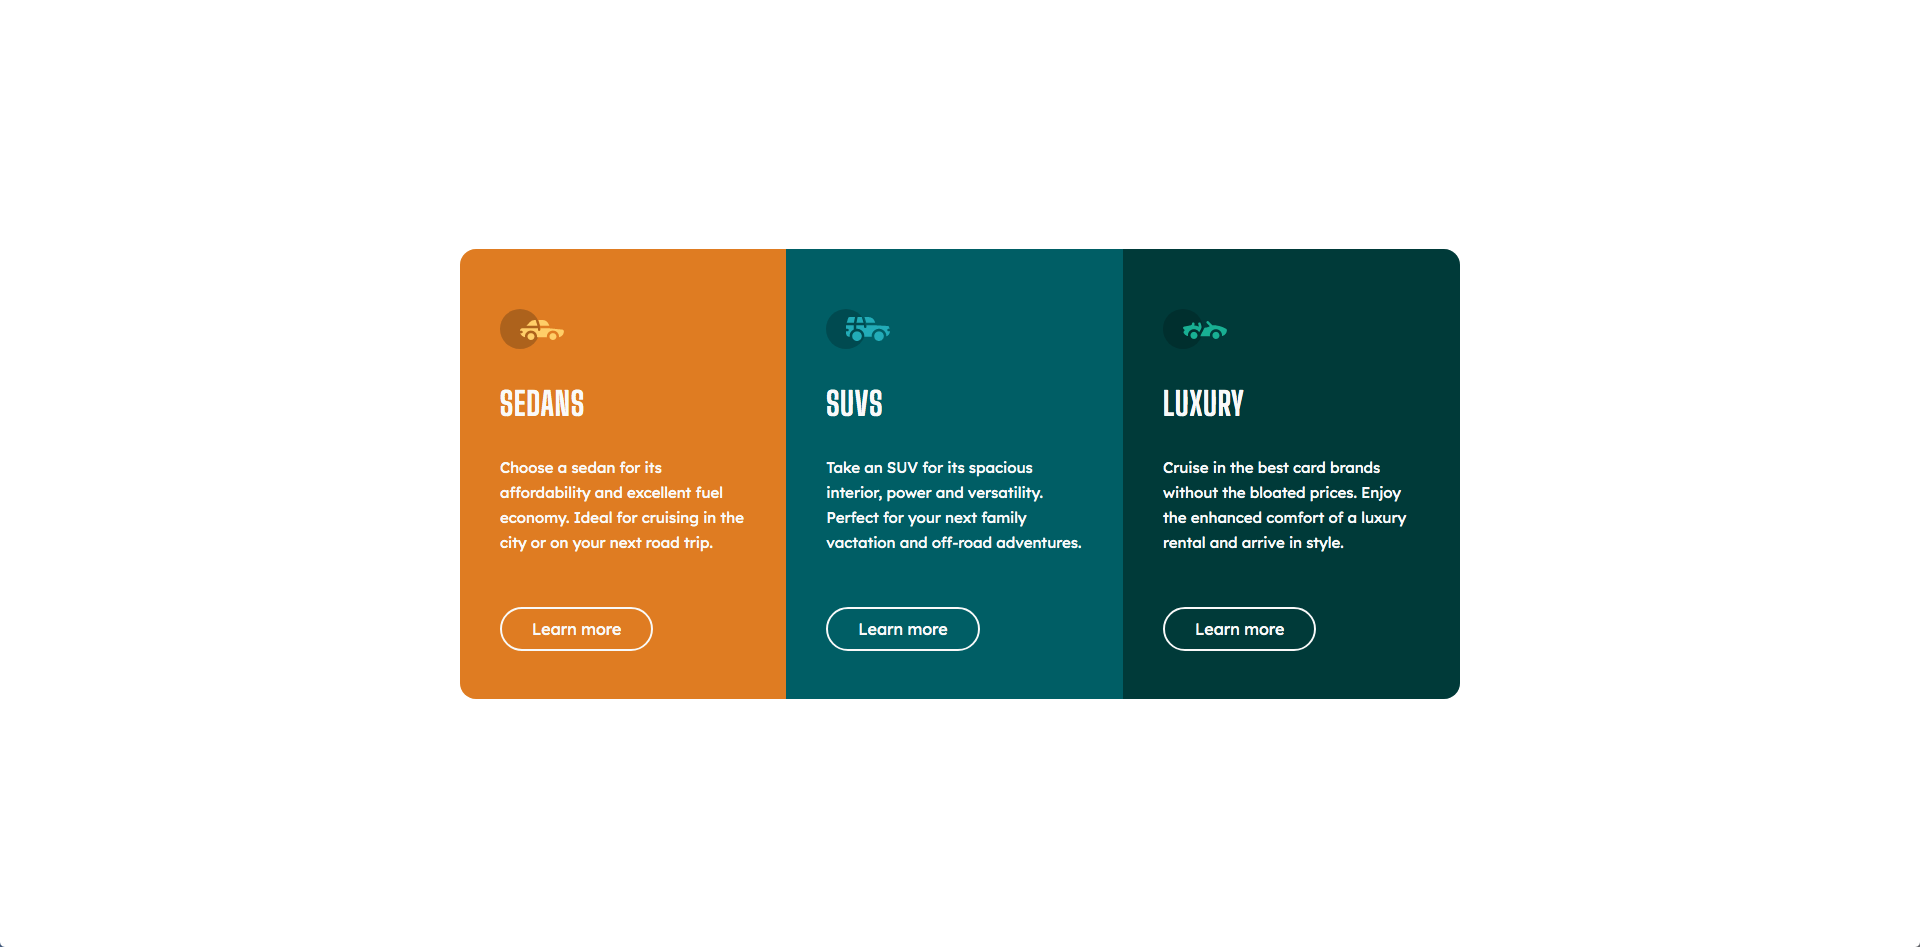 SEDANS
Choose a sedan for its
affordability and excellent fuel
economy. Ideal for cruising in the
city or on your next road trip.
Learn more
SUVS
Take an SUV for its spacious
interior, power and versatility.
Perfect for your next family
vactation and off-road adventures.
Learn more
LUXURY
Cruise in the best card brands
without the bloated prices. Enjoy
the enhanced comfort of a luxury
rental and arrive in style.
Learn more